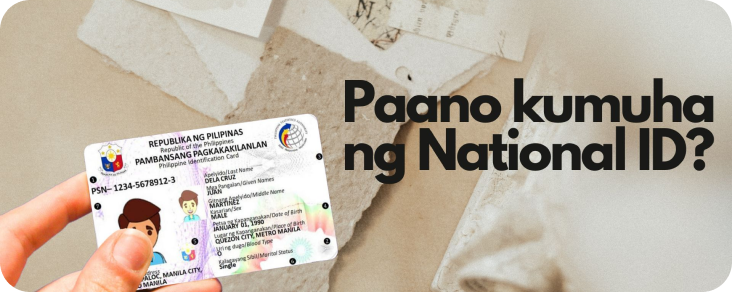 Paano kumuha
ng National ID?
REPUBLIKA NG PILIPINAS
Republic of the Philippines
PAMBANSANG PAGKAKAKILANLAN
Philippine Identification Card
PSN– 1234-5678912-3
Apelyido/Last Name
DELA CRUZ
Mga Pangalan/Given Names
JUAN
Gitnang Apelyido/Middle Name
MARTINEZ
Kasarian/Sex
MALE
Petsa ng Kapanganakan/Date of Birth
JANUARY 01, 1990
Lugar ng Kapanganakan/Place of Birth
QUEZON CITY, METRO MANILA
Uri ng dugo/Blood Type
O
Kalagayang Sibil/Marital Status
Single
PALOC, MANILA CITY,
MANILA